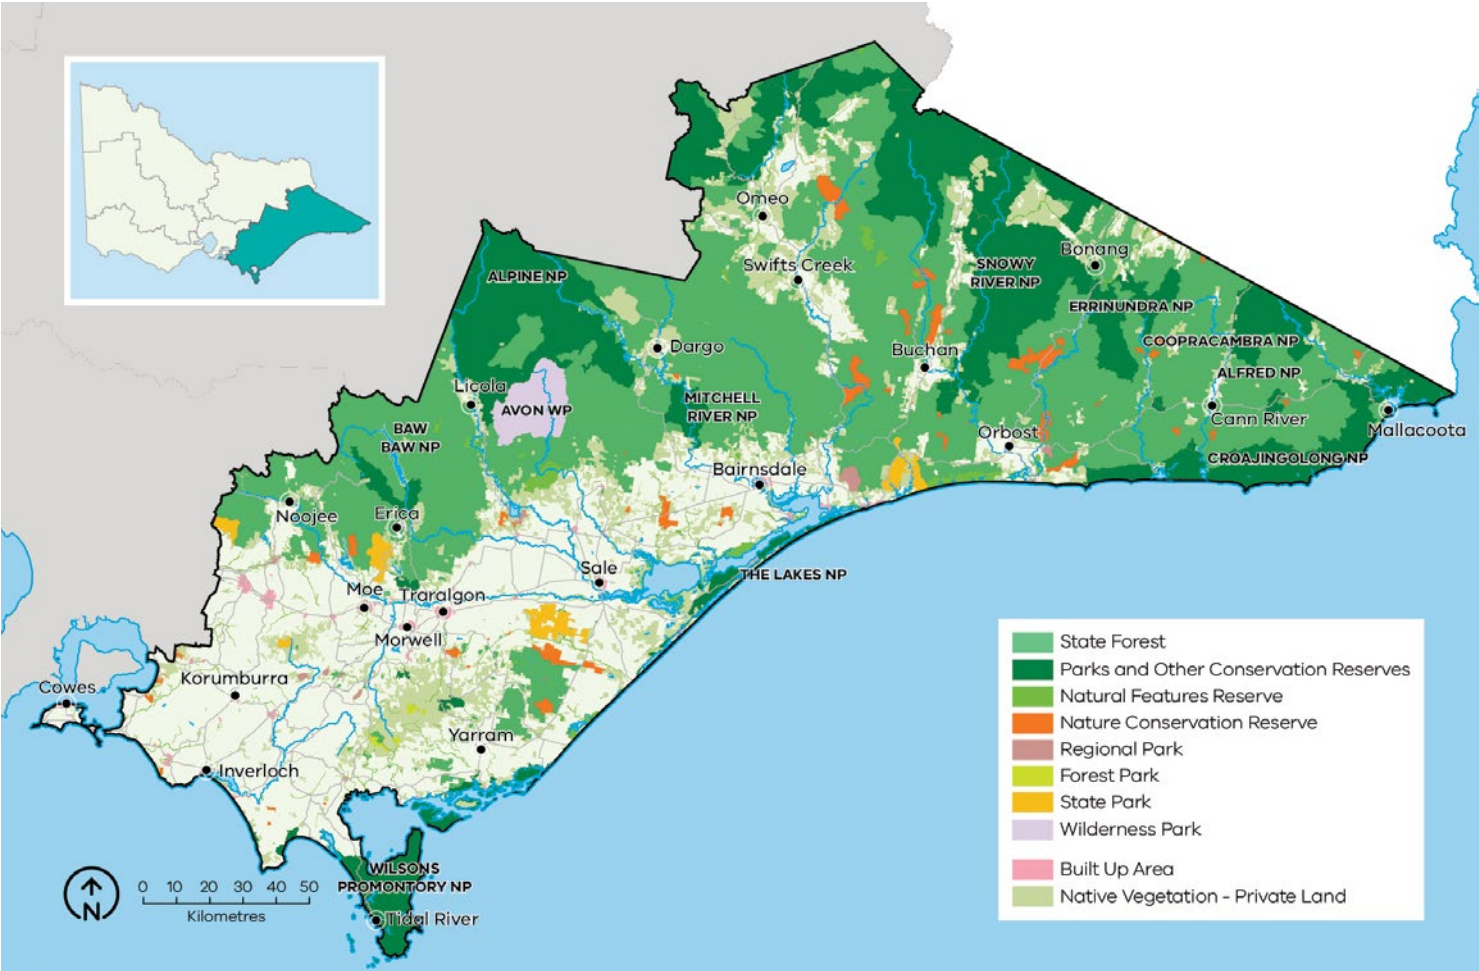 Omeo
Bonang
Swifts Creek
SNOWY
RIVER NP
ALPINE NP
ERRINUNDRA NP
COOPRACAMBRA NP
Dargo
Buchan
ALFRED NP
Licola
AVON WP
MITCHELL
RIVER NP
Cann River
Mallacoota
BAW
BAW NP
Orbost
CROAJINGOLONG NP
Bairnsdale
Noojee
Erica
Sale
THE LAKES NP
Moe
Traralgon
Morwell
Korumburra
Cowes
Yarram
Inverloch
WILSONS
PROMONTORY NP
Tidal River
N
0 10 20 30 40 50
Kilometres
State Forest
Parks and Other Conservation Reserves
Natural Features Reserve
Nature Conservation Reserve
Regional Park
Forest Park
State Park
Wilderness Park
Built Up Area
Native Vegetation - Private Land